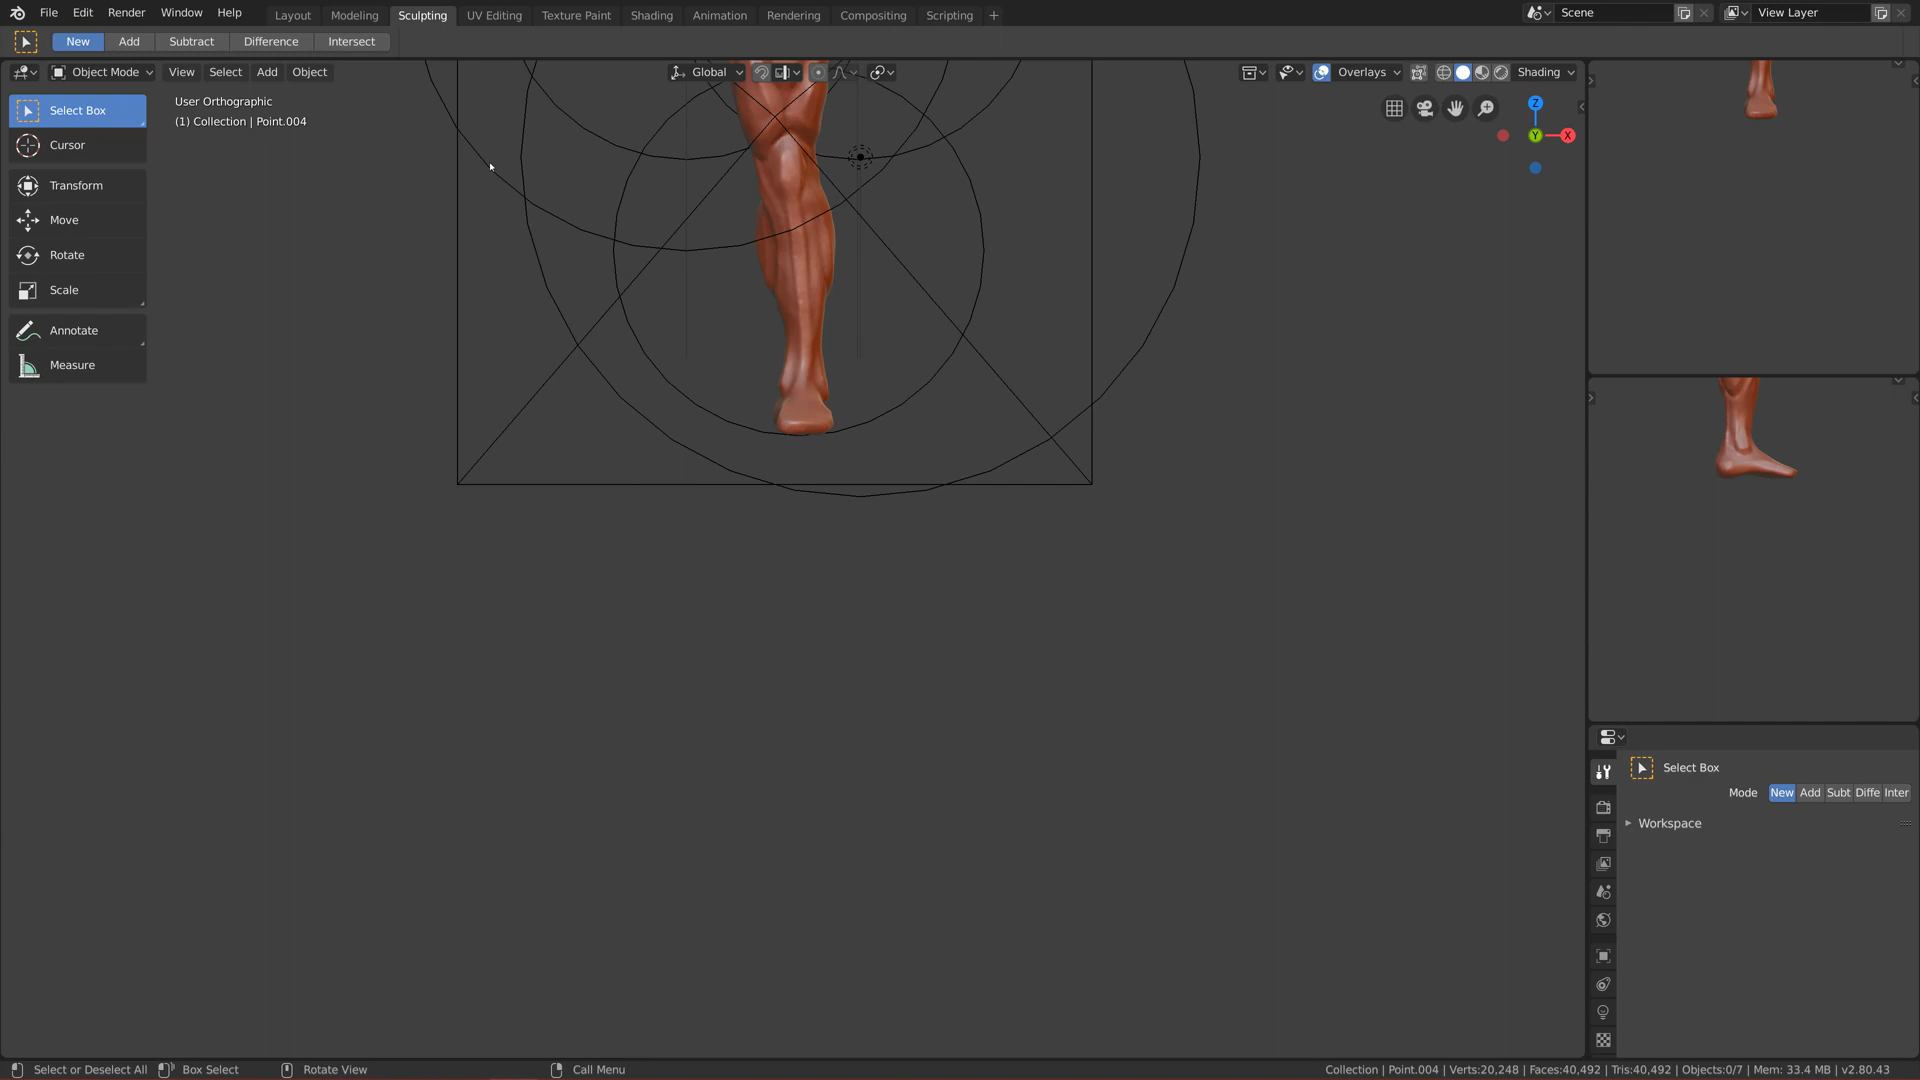 File Edit Render Window Help Layout Modeling Sculpting UV Editing Texture Paint Shading Animation Rendering Compositing Scripting + Scene View Layer
New Add Subtract Difference Intersect
Object Mode View Select Add Object Global Overlays Shading
Select Box
Cursor
Transform
Move
Rotate
Scale
Annotate
Measure
User Orthographic
(1) Collection | Point.004
Z
Y
X
Select Box
Mode New Add Subt Diffe Inter
Workspace
Select or Deselect All Box Select Rotate View Call Menu Collection | Point.004 | Verts:20,248 | Faces:40,492 | Tris:40,492 | Objects:0/7 | Mem: 33.4 MB | v2.80.43